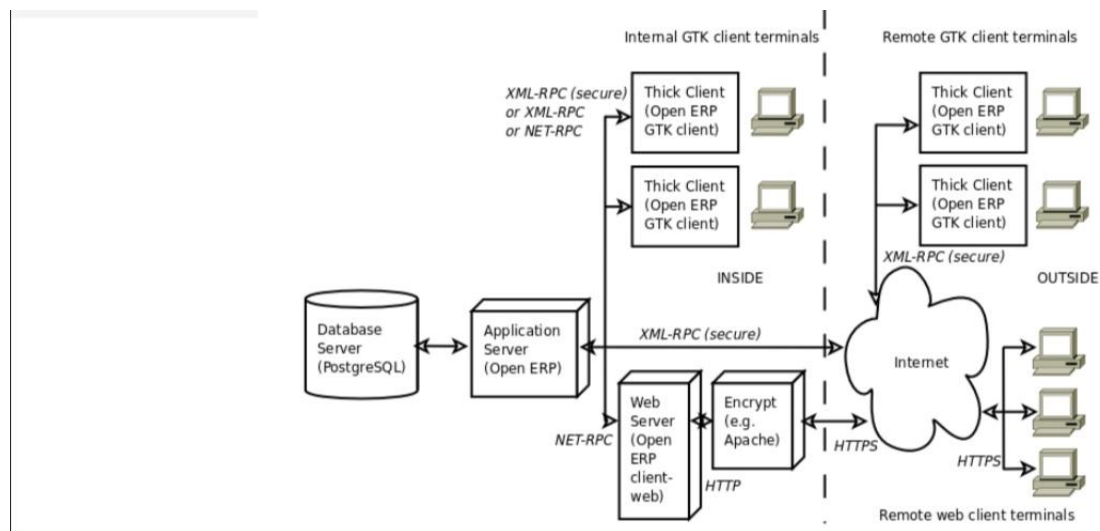 Internal GTK client terminals
Remote GTK client terminals
XML-RPC (secure)
or XML-RPC
or NET-RPC
Thick Client
(Open ERP
GTK client)
Thick Client
(Open ERP
GTK client)
Thick Client
(Open ERP
GTK client)
Thick Client
(Open ERP
GTK client)
XML-RPC (secure)
INSIDE
OUTSIDE
Database
Server
(PostgreSQL)
Application
Server
(Open ERP)
XML-RPC (secure)
Internet
Web
Server
(Open
ERP
client-
web)
Encrypt
(e.g.
Apache)
NET-RPC
HTTP
HTTPS
HTTPS
Remote web client terminals